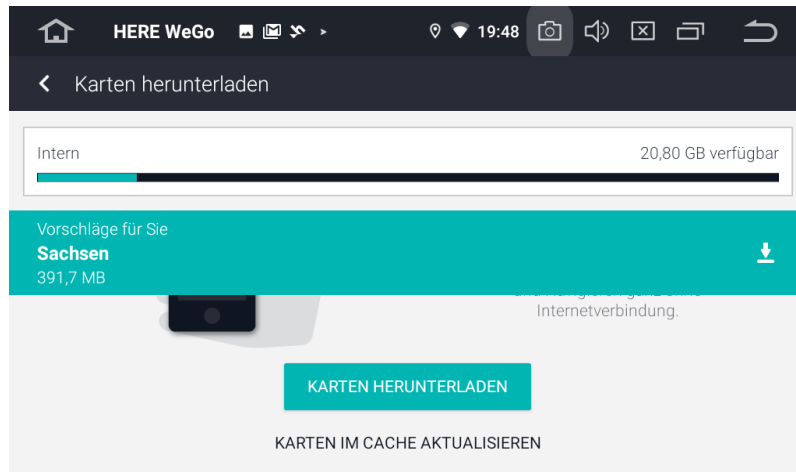 HERE WeGo
19:48
Karten herunterladen
Intern
20,80 GB verfügbar
Vorschläge für Sie
Sachsen
391,7 MB
Internetverbindung.
KARTEN HERUNTERLADEN
KARTEN IM CACHE AKTUALISIEREN